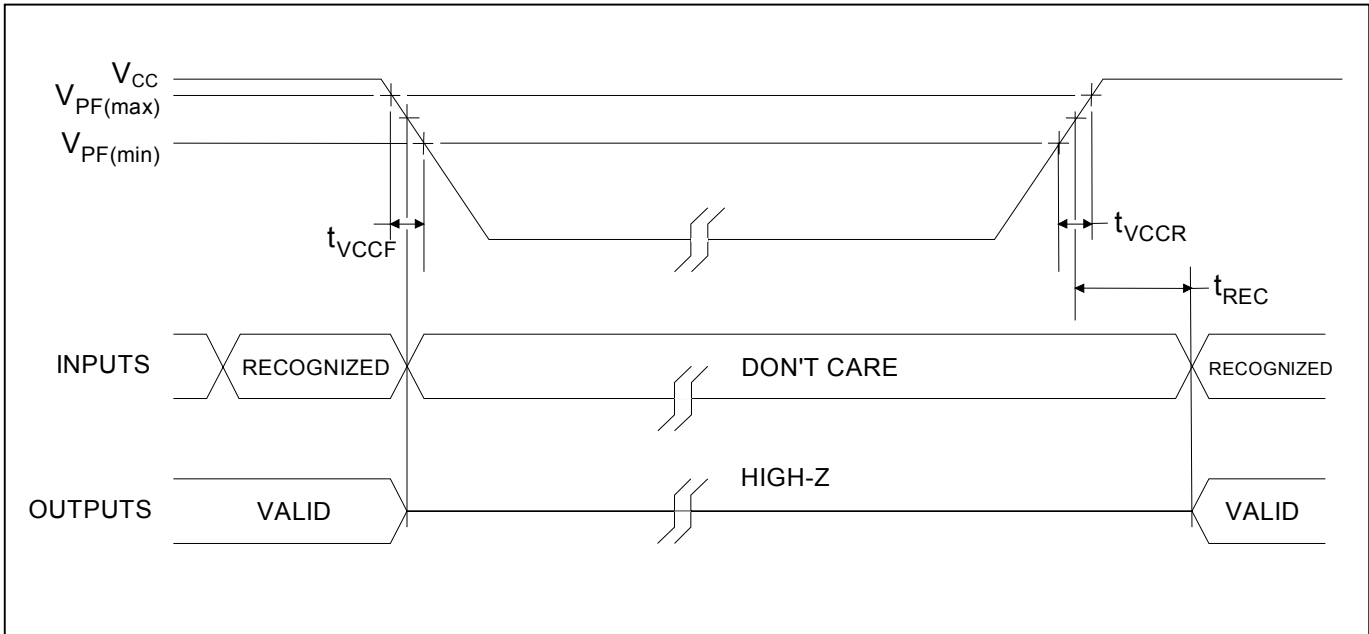 VCC
VPF(max)
VPF(min)
tVCCF
tVCCR
tREC
INPUTS
RECOGNIZED
DON'T CARE
RECOGNIZED
HIGH-Z
OUTPUTS
VALID
VALID